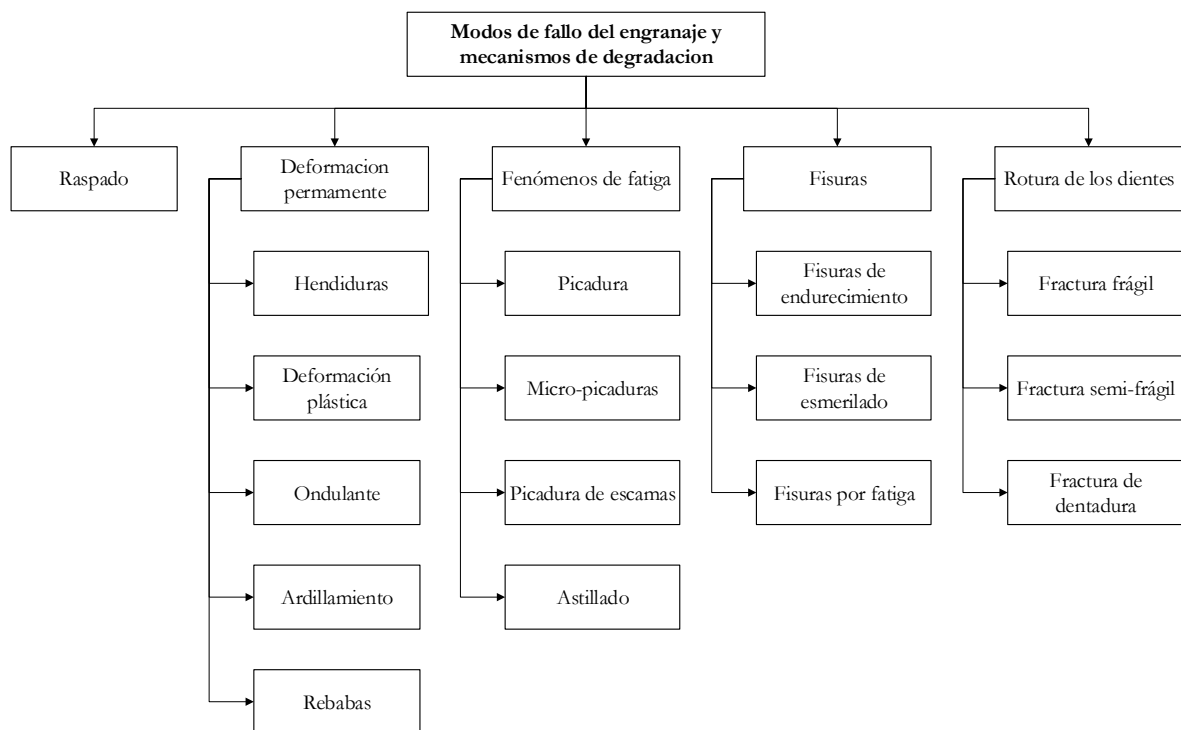 Modos de fallo del engranaje y
mecanismos de degradacion
Raspado
Deformacion
permamente
Fenómenos de fatiga
Fisuras
Rotura de los dientes
Hendiduras
Picadura
Fisuras de
endurecimiento
Fractura frágil
Deformación
plástica
Micro-picaduras
Fisuras de
esmerilado
Fractura semi-frágil
Ondulante
Picadura de escamas
Fisuras por fatiga
Fractura de
dentadura
Ardillamiento
Astillado
Rebabas